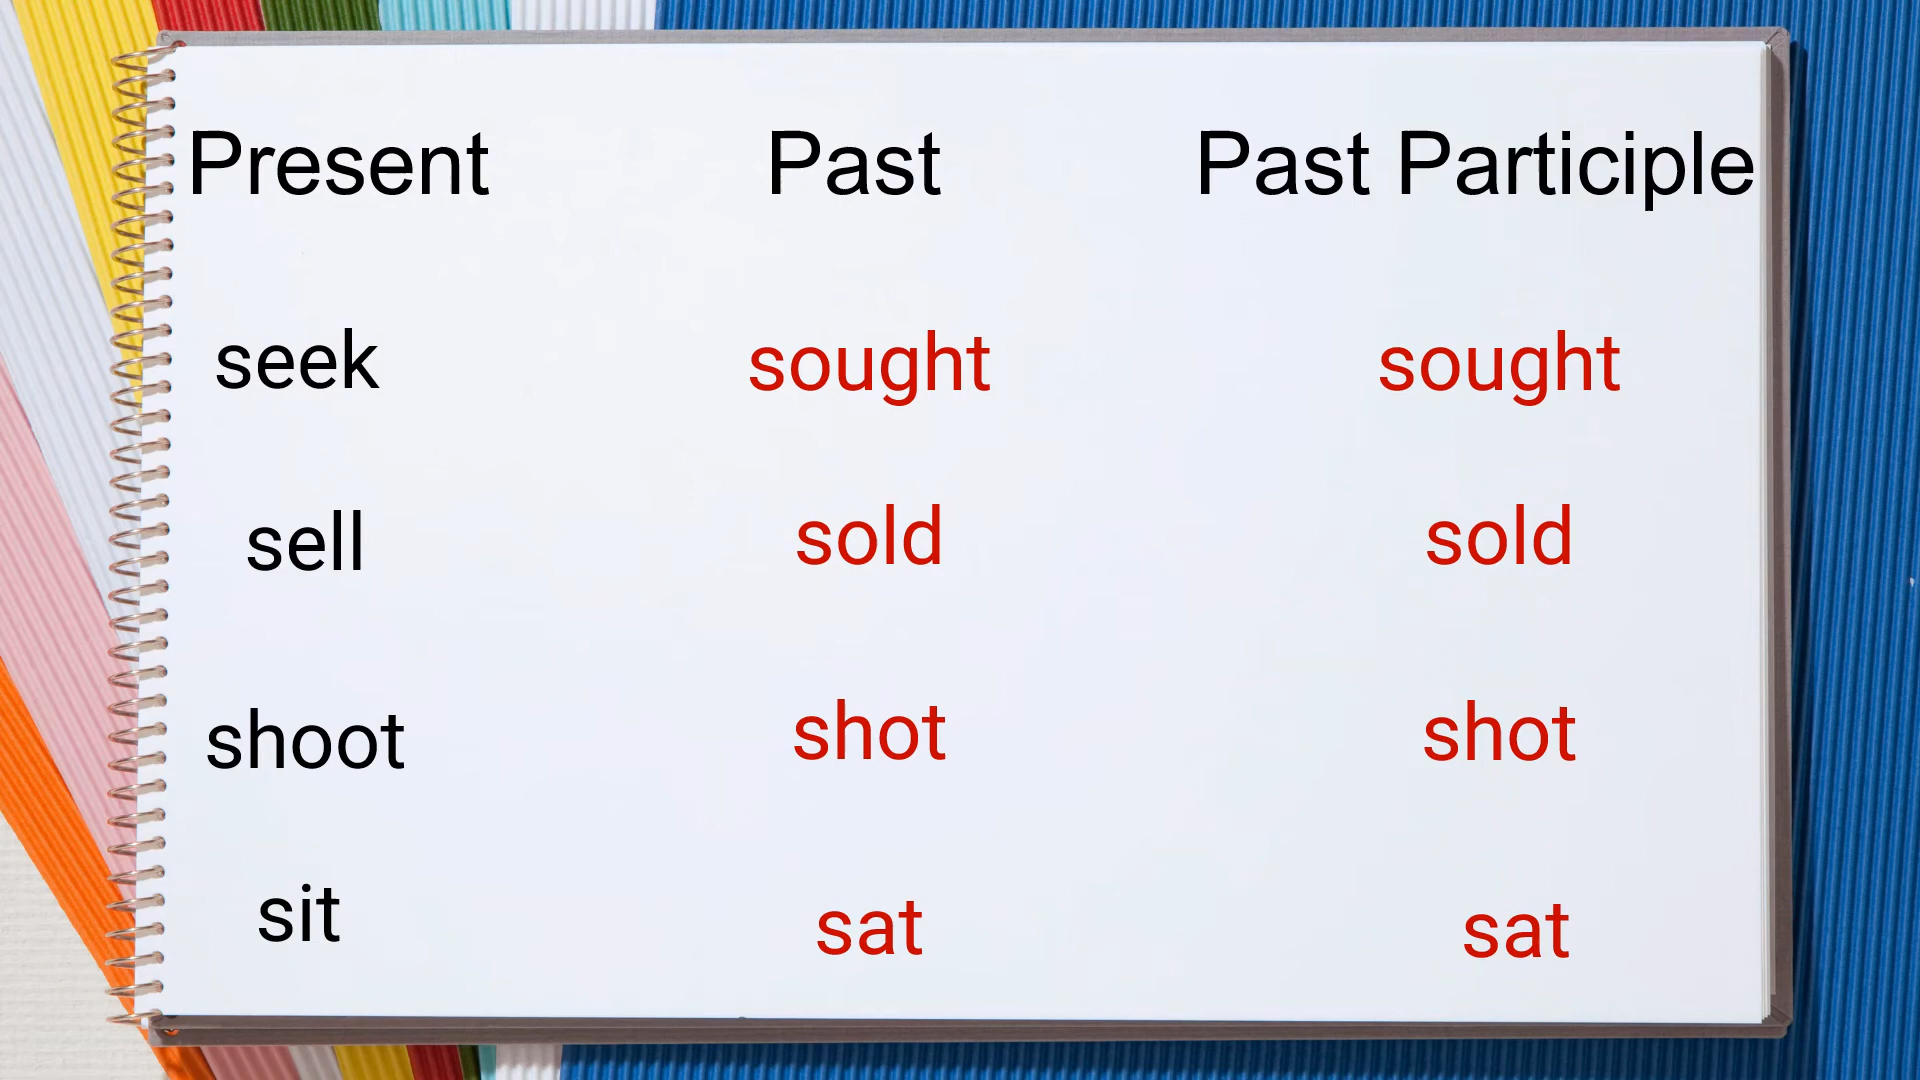 Present Past Past Participle
seek sought sought
sell sold sold
shoot shot shot
sit sat sat